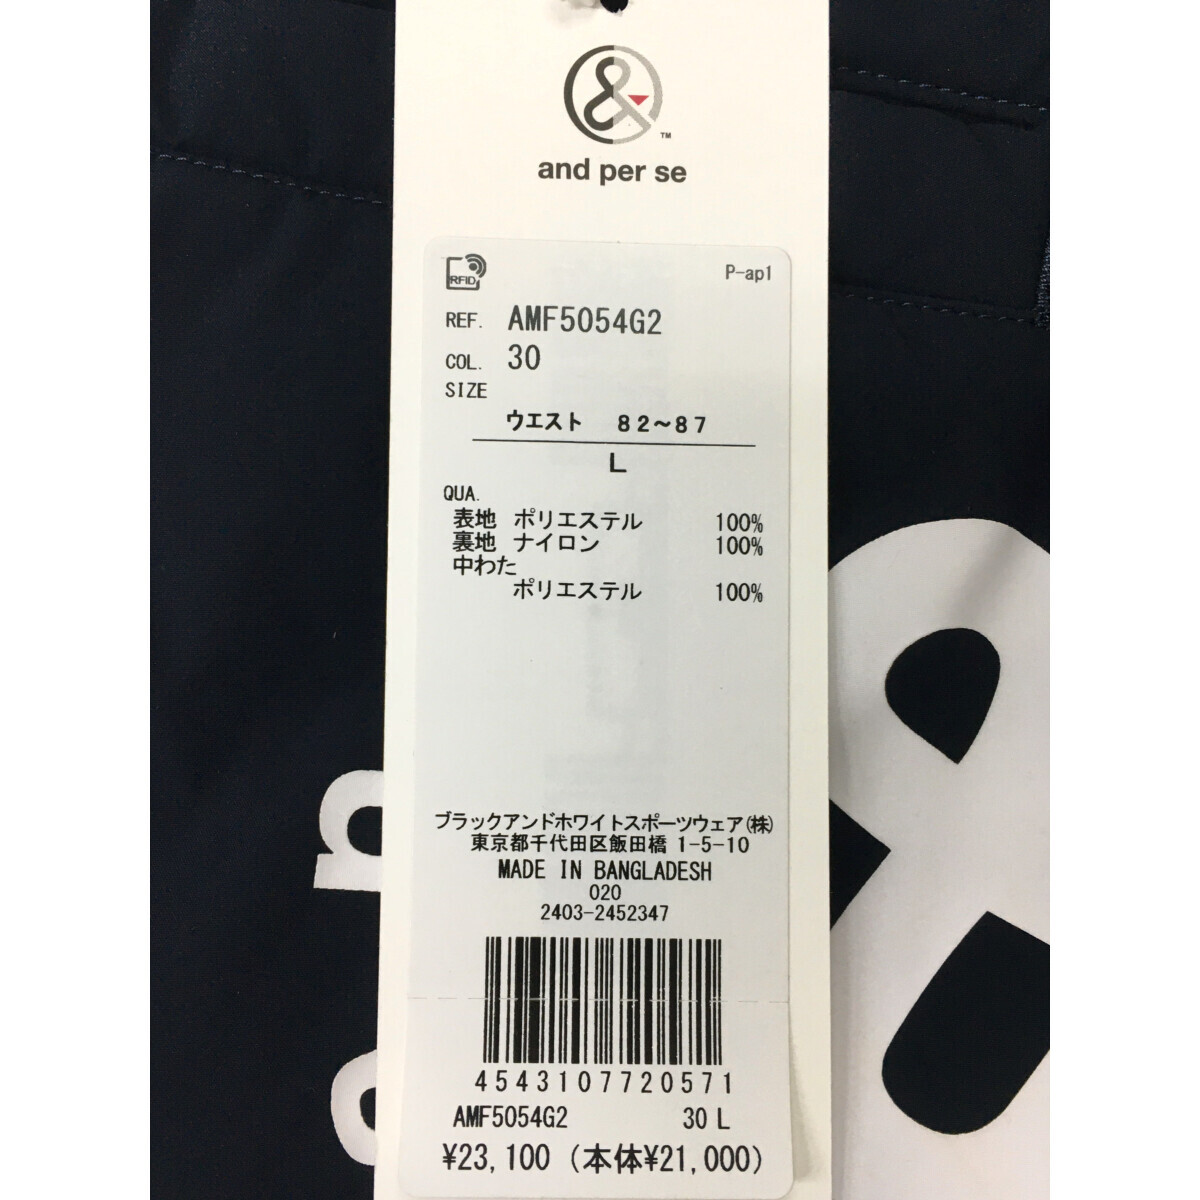 &
™
and per se
RFID
P-ap1
REF. AMF5054G2
COL. 30
SIZE
ウエスト 82～87
L
QUA.
表地 ポリエステル 100%
裏地 ナイロン 100%
中わた
ポリエステル 100%
ブラックアンドホワイトスポーツウェア(株)
東京都千代田区飯田橋 1-5-10
MADE IN BANGLADESH
020
2403-2452347
4543107720571
AMF5054G2 30 L
¥23,100 (本体¥21,000)